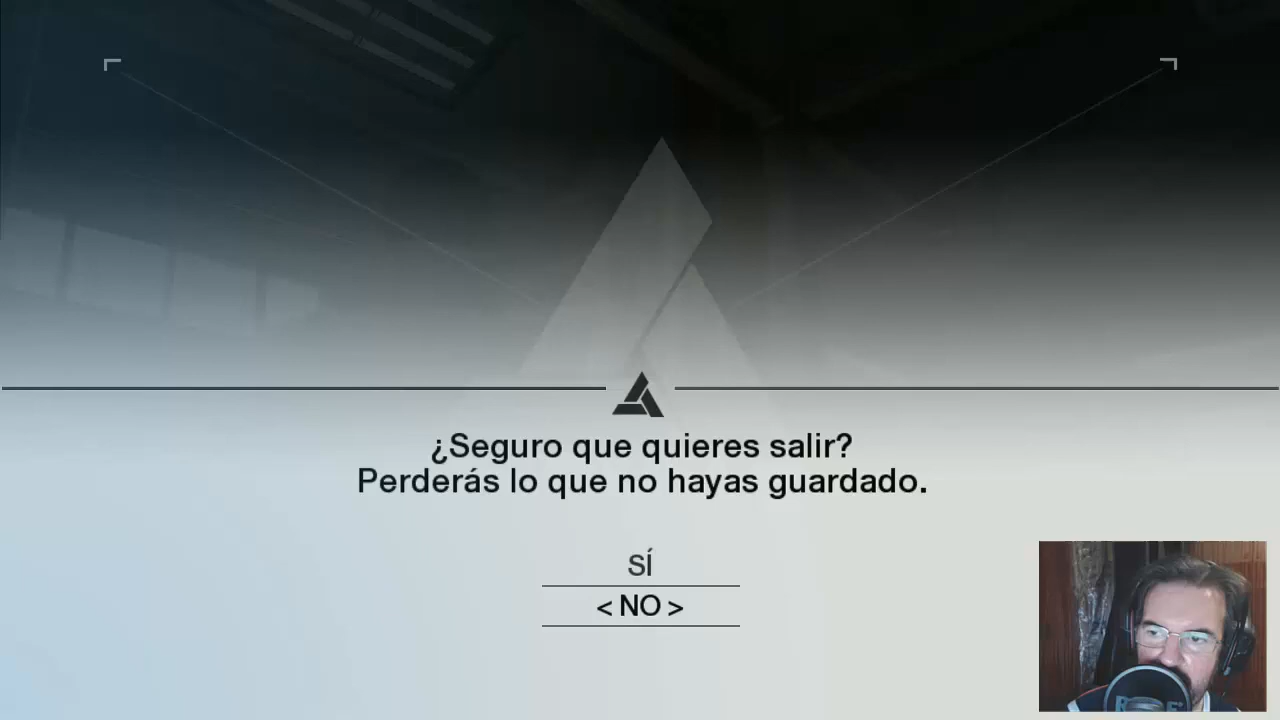 ¿Seguro que quieres salir?
Perderás lo que no hayas guardado.
SÍ
< NO >